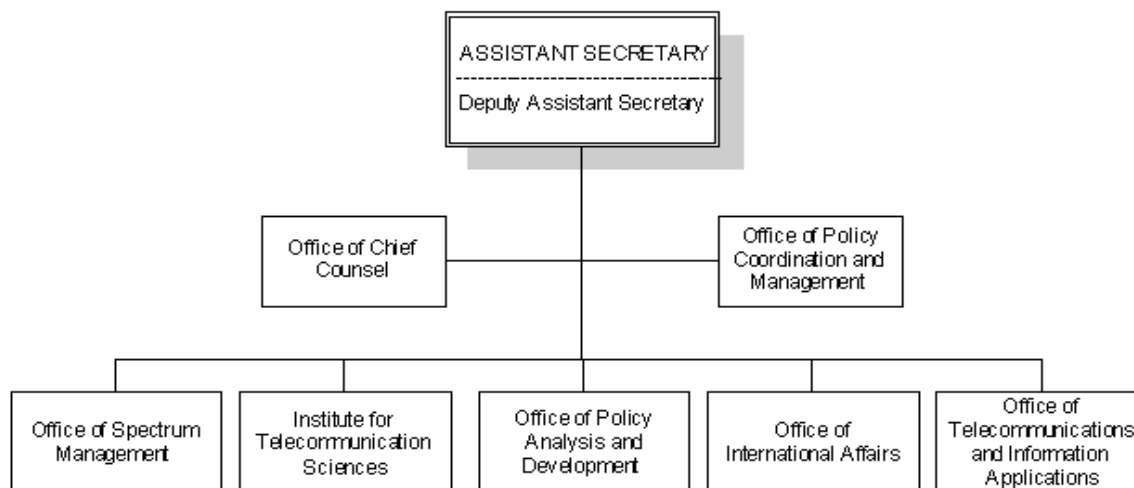 ASSISTANT SECRETARY
Deputy Assistant Secretary
Office of Chief
Counsel
Office of Policy
Coordination and
Management
Office of Spectrum
Management
Institute for
Telecommunication
Sciences
Office of Policy
Analysis and
Development
Office of
International Affairs
Office of
Telecommunications
and Information
Applications